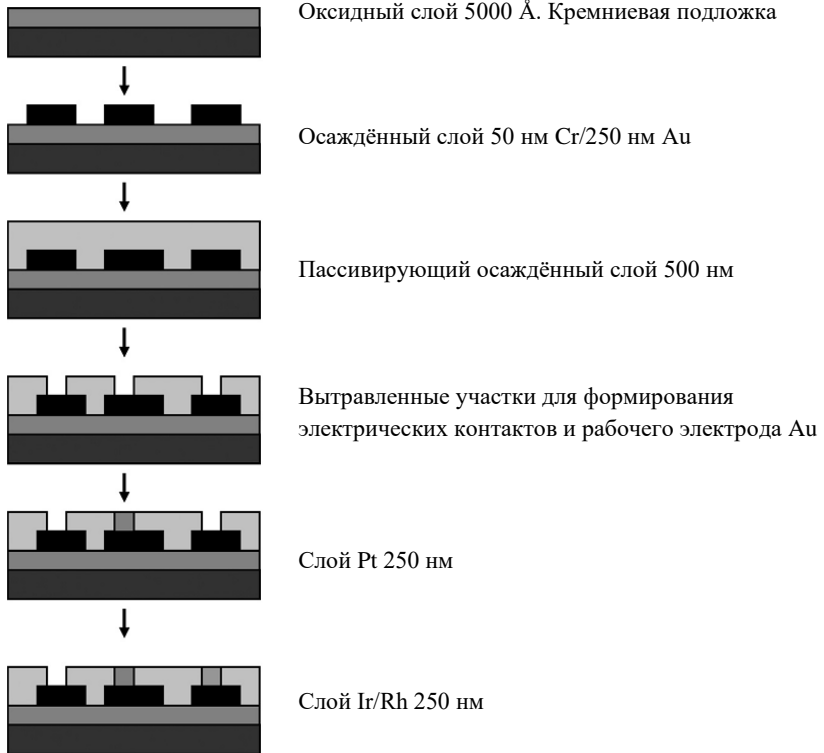 Оксидный слой 5000 Å. Кремниевая подложка
Осаждённый слой 50 нм Cr/250 нм Au
Пассивирующий осаждённый слой 500 нм
Вытравленные участки для формирования
электрических контактов и рабочего электрода Au
Слой Pt 250 нм
Слой Ir/Rh 250 нм